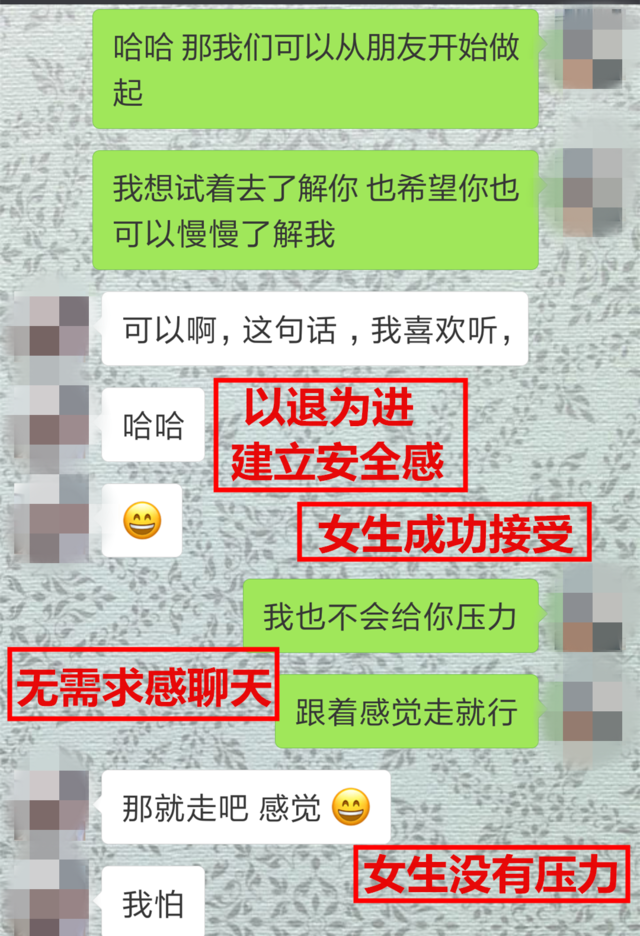 哈哈 那我们可以从朋友开始做
起
我想试着去了解你 也希望你也
可以慢慢了解我
可以啊，这句话，我喜欢听，
哈哈
以退为进
建立安全感
女生成功接受
我也不会给你压力
无需求感聊天
跟着感觉走就行
那就走吧 感觉
女生没有压力
我怕